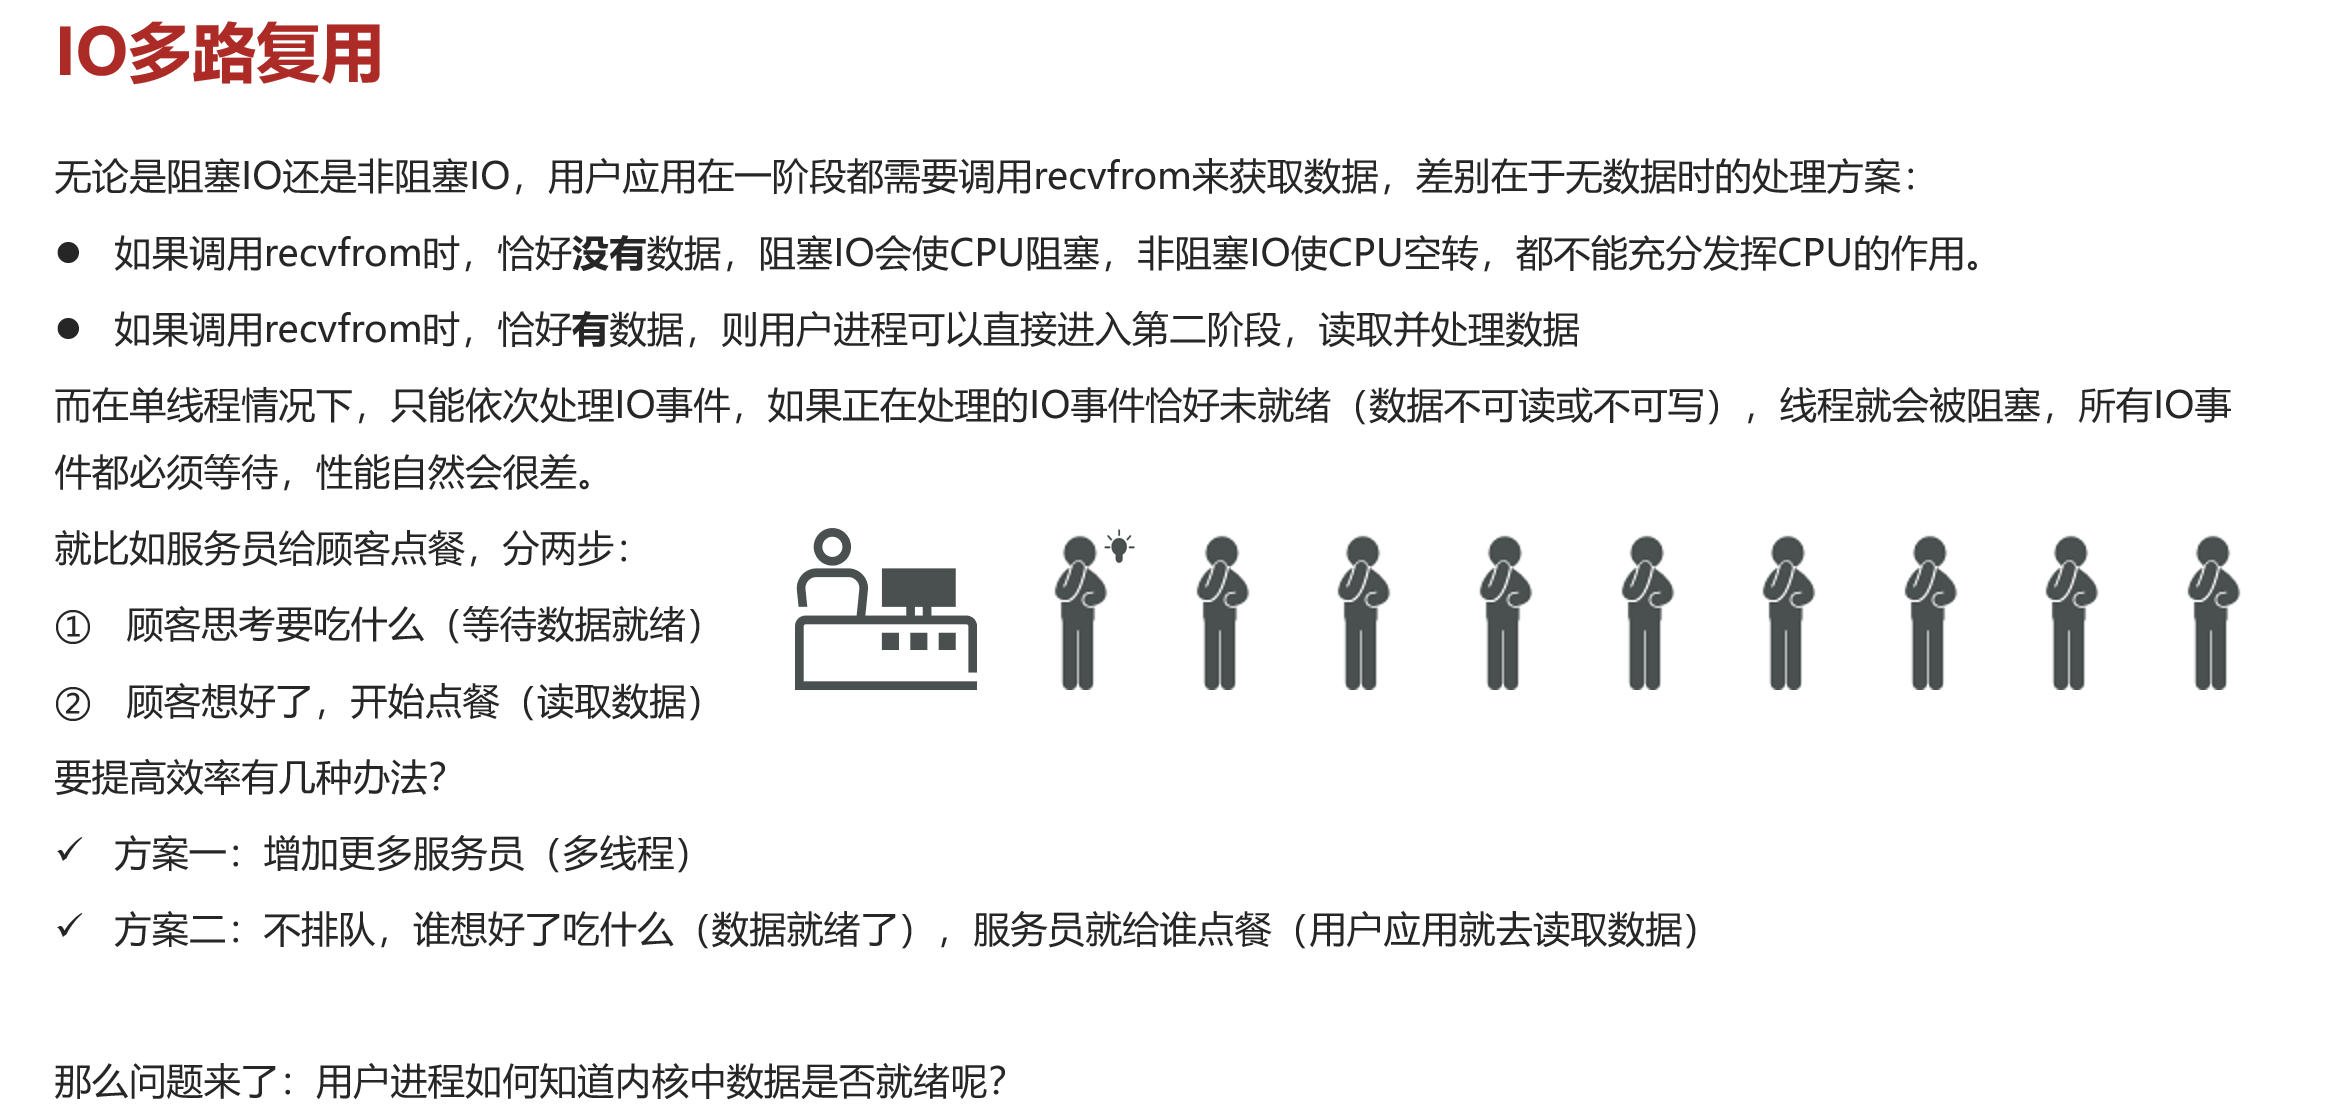 IO多路复用
无论是阻塞IO还是非阻塞IO，用户应用在一阶段都需要调用recvfrom来获取数据，差别在于无数据时的处理方案：
● 如果调用recvfrom时，恰好没有数据，阻塞IO会使CPU阻塞，非阻塞IO使CPU空转，都不能充分发挥CPU的作用。
● 如果调用recvfrom时，恰好有数据，则用户进程可以直接进入第二阶段，读取并处理数据
而在单线程情况下，只能依次处理IO事件，如果正在处理的IO事件恰好未就绪（数据不可读或不可写），线程就会被阻塞，所有IO事
件都必须等待，性能自然会很差。
就比如服务员给顾客点餐，分两步：
① 顾客思考要吃什么（等待数据就绪）
② 顾客想好了，开始点餐（读取数据）
要提高效率有几种办法？
✓ 方案一：增加更多服务员（多线程）
✓ 方案二：不排队，谁想好了吃什么（数据就绪了），服务员就给谁点餐（用户应用就去读取数据）
那么问题来了：用户进程如何知道内核中数据是否就绪呢？